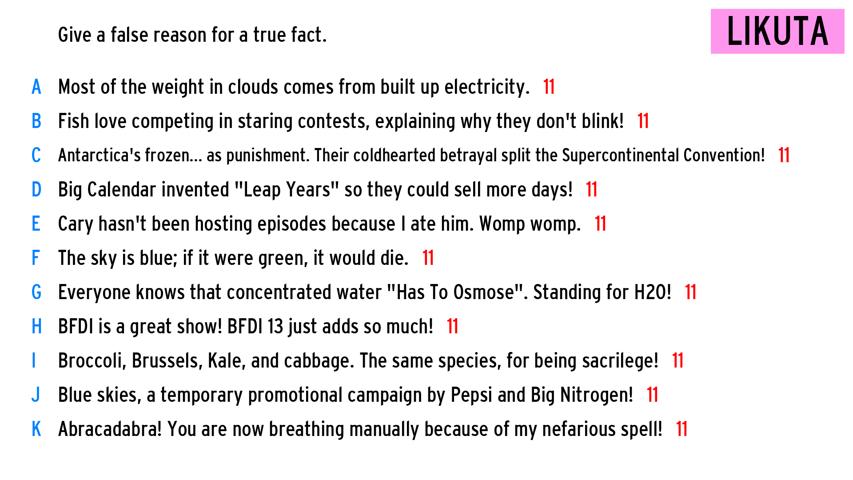 Give a false reason for a true fact.
LIKUTA
A Most of the weight in clouds comes from built up electricity. 11
B Fish love competing in staring contests, explaining why they don't blink! 11
C Antarctica's frozen... as punishment. Their coldhearted betrayal split the Supercontinental Convention! 11
D Big Calendar invented "Leap Years" so they could sell more days! 11
E Cary hasn't been hosting episodes because I ate him. Womp womp. 11
F The sky is blue; if it were green, it would die. 11
G Everyone knows that concentrated water "Has To Osmose". Standing for H20! 11
H BFDI is a great show! BFDI 13 just adds so much! 11
I Broccoli, Brussels, Kale, and cabbage. The same species, for being sacrilege! 11
J Blue skies, a temporary promotional campaign by Pepsi and Big Nitrogen! 11
K Abracadabra! You are now breathing manually because of my nefarious spell! 11